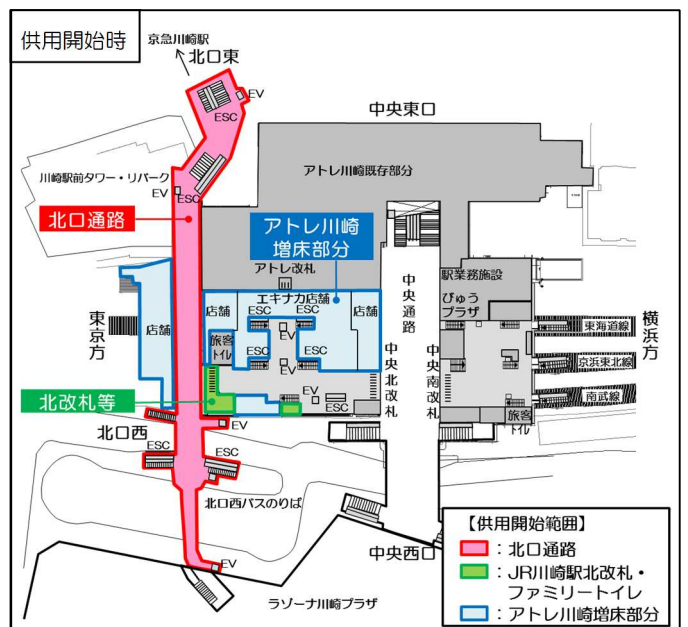 供用開始時
京急川崎駅
北口東
EV
ESC
中央東口
川崎駅前タワー・リパーク
EV
ESC
アトレ川崎既存部分
北口通路
アトレ川崎
増床部分
アトレ改札
エキナカ店舗
駅業務施設
びゅう
プラザ
中央通路
東京方
店舗
店舗
ESC
ESC
店舗
EV
旅客
トイレ
ESC
ESC
EV
横浜方
東海道線
京浜東北線
南武線
中央北改札
中央南改札
北改札等
EV
ESC
旅客
トイレ
北口西
EV
ESC
ESC
北口西バスのりば
中央西口
EV
ラゾーナ川崎プラザ
【供用開始範囲】
：北口通路
：JR川崎駅北改札・
ファミリートイレ
：アトレ川崎増床部分